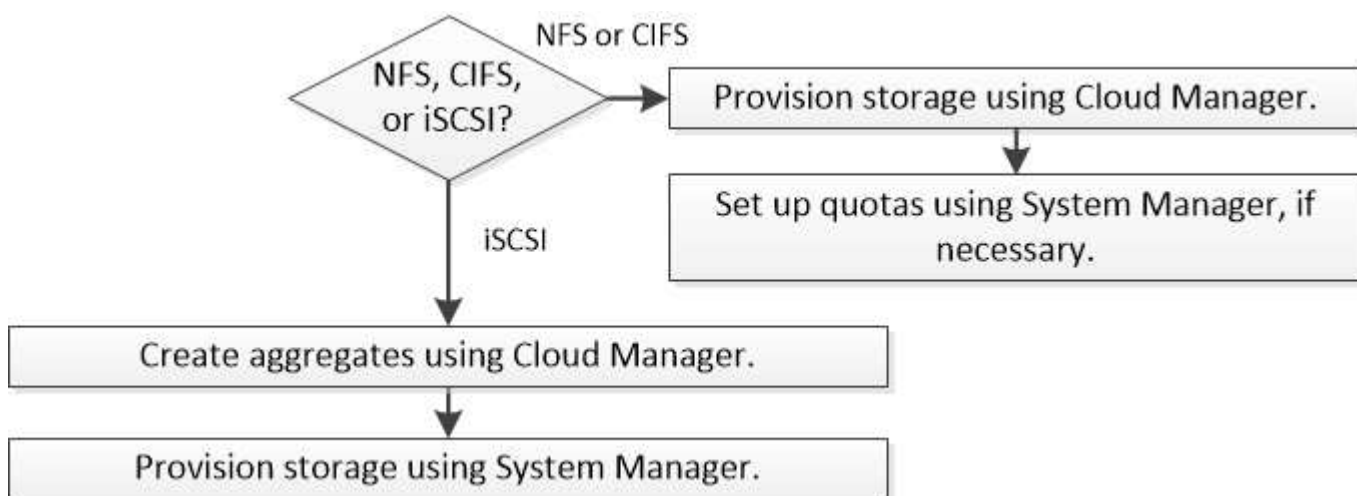 NFS or CIFS
NFS, CIFS,
or iSCSI?
Provision storage using Cloud Manager.
Set up quotas using System Manager, if
necessary.
iSCSI
Create aggregates using Cloud Manager.
Provision storage using System Manager.